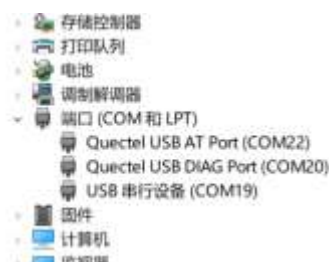 存储控制器
打印队列
电池
调制解调器
端口 (COM 和 LPT)
Quectel USB AT Port (COM22)
Quectel USB DIAG Port (COM20)
USB 串行设备 (COM19)
固件
计算机